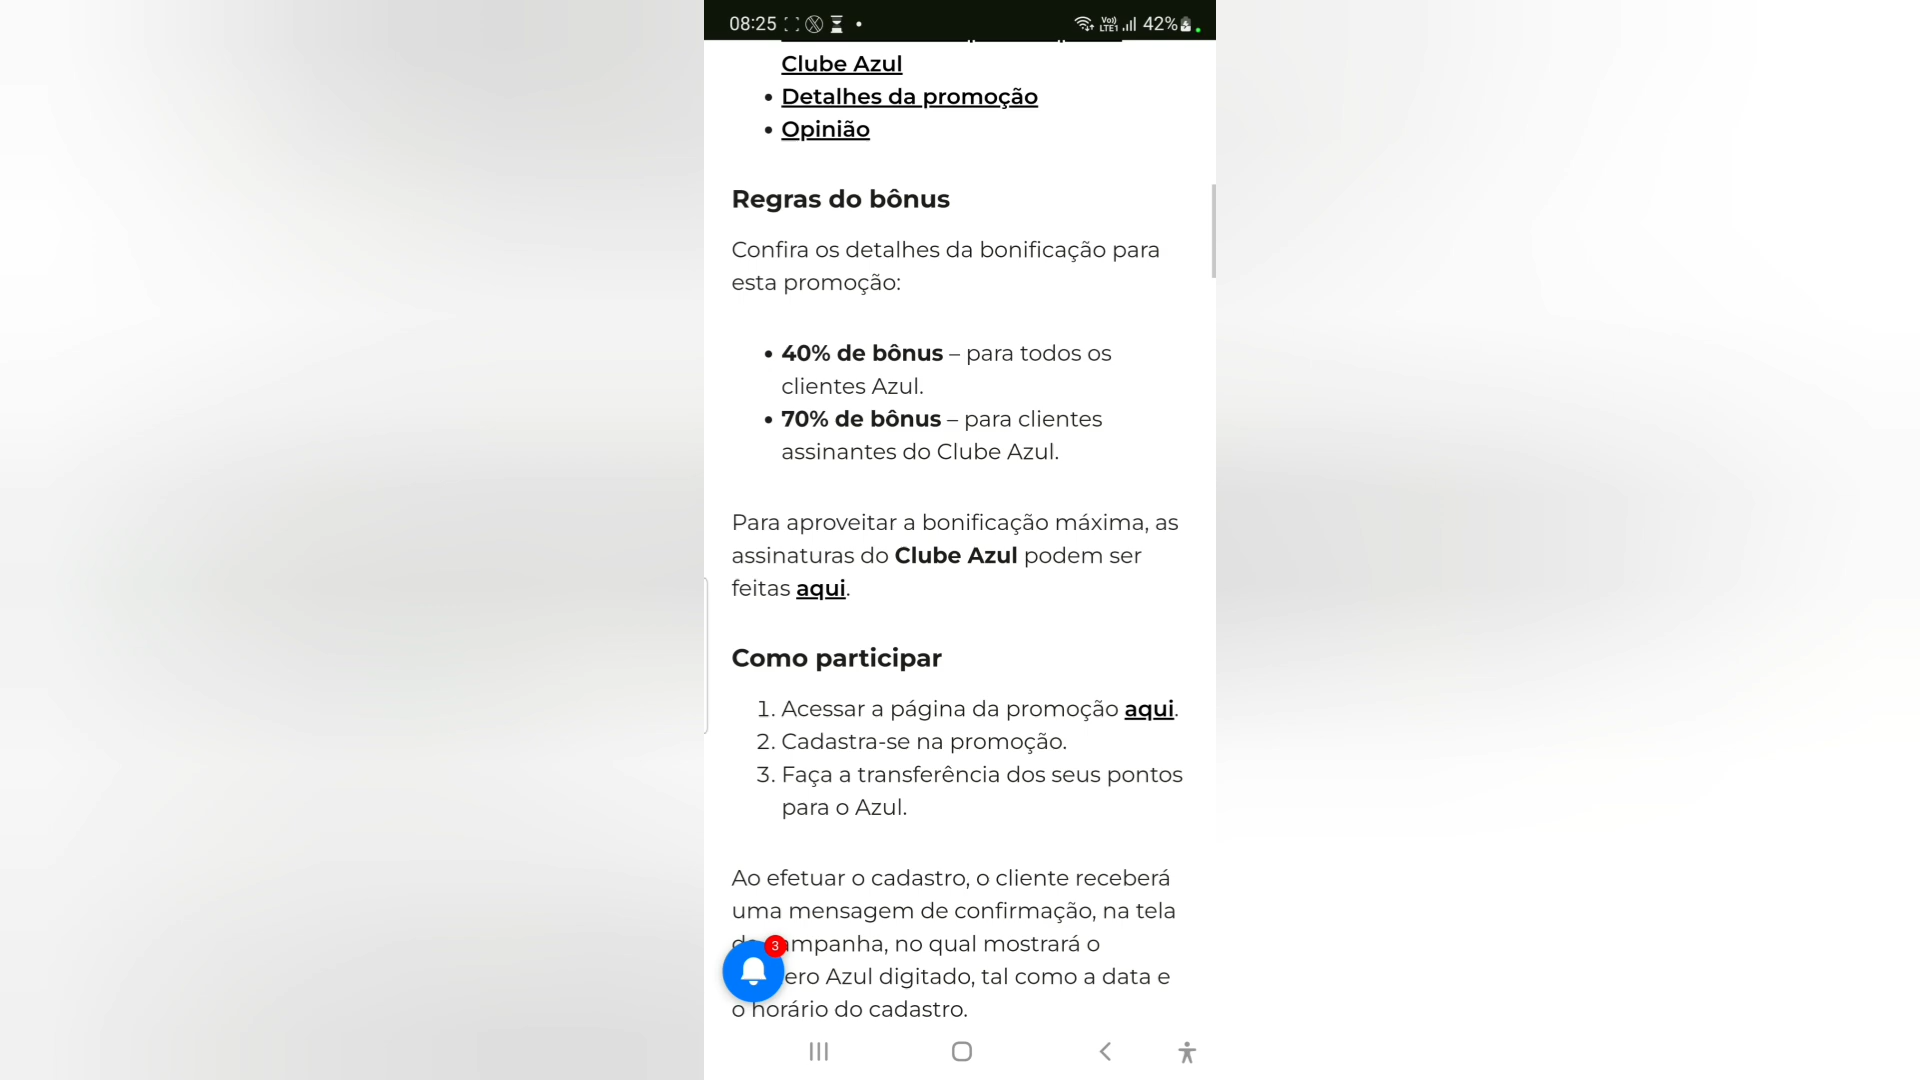 08:25
VoLTE1 42%
Clube Azul
• Detalhes da promoção
• Opinião
Regras do bônus
Confira os detalhes da bonificação para
esta promoção:
• 40% de bônus – para todos os
clientes Azul.
• 70% de bônus – para clientes
assinantes do Clube Azul.
Para aproveitar a bonificação máxima, as
assinaturas do Clube Azul podem ser
feitas aqui.
Como participar
1. Acessar a página da promoção aqui.
2. Cadastra-se na promoção.
3. Faça a transferência dos seus pontos
para o Azul.
Ao efetuar o cadastro, o cliente receberá
uma mensagem de confirmação, na tela
mpanha, no qual mostrará o
3
ero Azul digitado, tal como a data e
o horário do cadastro.